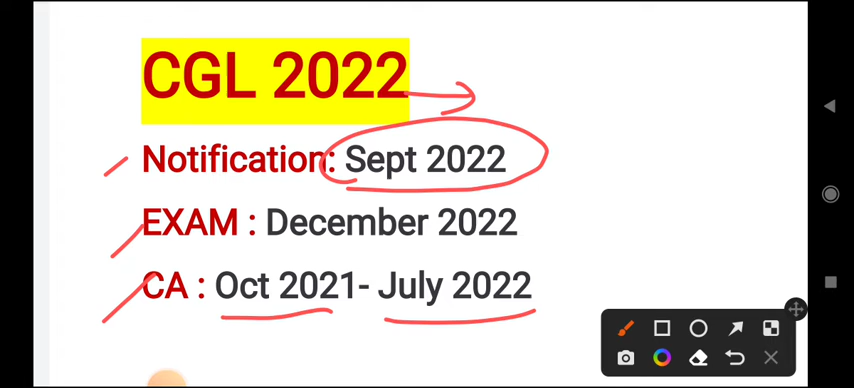 CGL 2022
Notification: Sept 2022
EXAM : December 2022
CA : Oct 2021- July 2022